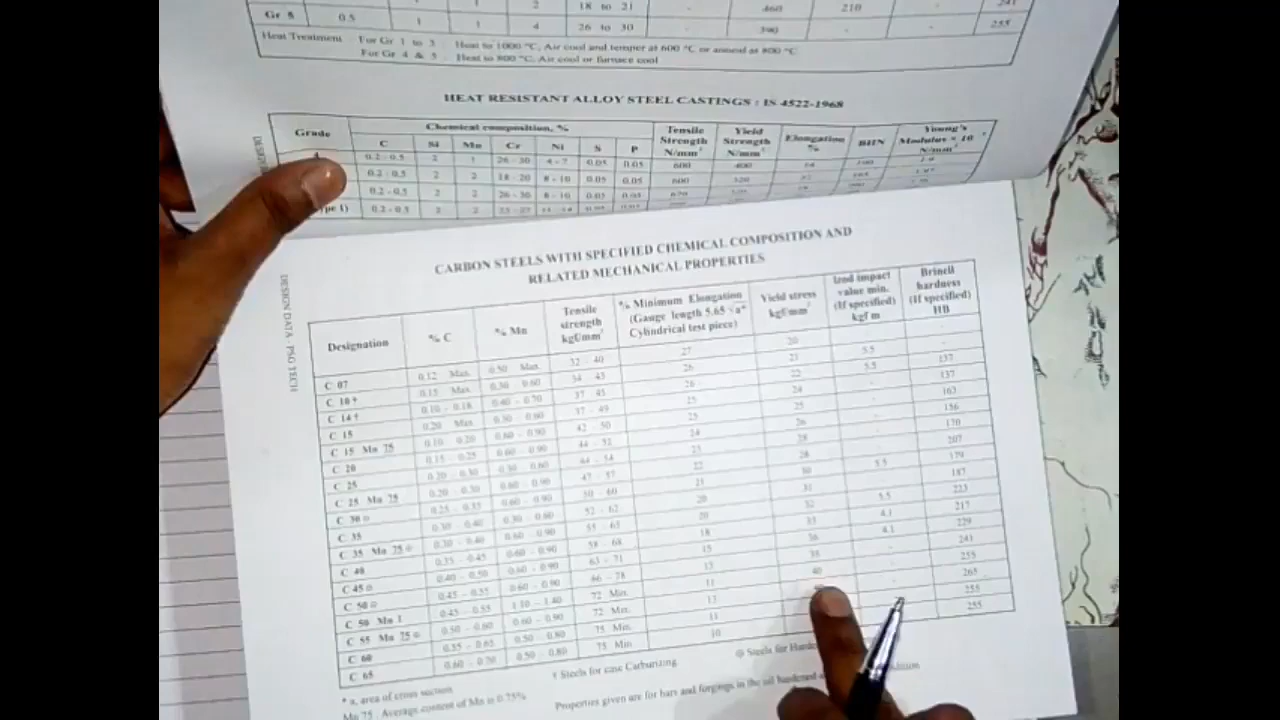 2 18 to 21 - 460 210 - 241
Gr 5 0.5 1 1 4 26 to 30 - 390 - - 255
Heat Treatment For Gr 1 to 3 : Heat to 1000 °C, Air cool and temper at 600 °C or anneal at 800 °C
For Gr 4 & 5 : Heat to 800 °C, Air cool or furnace cool
HEAT RESISTANT ALLOY STEEL CASTINGS : IS 4522-1968
Grade Chemical composition, % Tensile Strength N/mm² Yield Strength N/mm² Elongation % BHN Young's Modulus × 10 N/mm²
C Si Mn Cr Ni S P
0.2 - 0.5 2 1 26 - 30 4 - 7 0.05 0.05 600 400
0.2 - 0.5 2 2 18 - 20 8 - 10 0.05 0.05 600 320
0.2 - 0.5 2 2 26 - 30 8 - 10 0.05 0.05 670
ype 1) 0.2 - 0.5 2 2
DESIGN DATA - PSG TECH
CARBON STEELS WITH SPECIFIED CHEMICAL COMPOSITION AND
RELATED MECHANICAL PROPERTIES
Designation % C % Mn Tensile strength kgf/mm² % Minimum Elongation (Gauge length 5.65 √a* Cylindrical test piece) Yield stress kgf/mm² Izod impact value min. (If specified) kgf m Brinell hardness (If specified) HB
C 07 0.12 Max. 0.50 Max. 32 - 40 27 20 - -
C 10† 0.15 Max. 0.30 0.60 34 43 26 21 5.5 137
C 14† 0.10 - 0.18 0.40 - 0.70 37 45 26 22 5.5 137
C 15 0.20 Max. 0.30 - 0.60 37 - 49 25 24 - 163
C 15 Mn 75 0.10 0.20 0.60 - 0.90 42 - 50 25 25 - 156
C 20 0.15 - 0.25 0.60 - 0.90 44 - 52 24 26 - 170
C 25 0.20 - 0.30 0.30 0.60 44 - 54 23 28 - 207
C 25 Mn 75 0.20 - 0.30 0.60 - 0.90 47 - 57 22 28 - 179
C 30 0.25 - 0.35 0.60 - 0.90 50 - 60 21 30 5.5 187
C 35 0.30 0.40 0.30 - 0.60 52 - 62 20 31 - 223
C 35 Mn 75 0.30 - 0.40 0.60 - 0.90 55 - 65 20 32 5.5 217
C 40 0.35 - 0.45 0.60 - 0.90 58 - 68 18 33 4.1 229
C 45 0.40 - 0.50 0.60 - 0.90 63 - 71 15 36 4.1 241
C 50 0.45 - 0.55 0.60 - 0.90 66 - 78 13 38 - 255
C 50 Mn 1 0.45 - 0.55 1.10 - 1.40 72 Min. 11 40 - 265
C 55 Mn 75 0.50 - 0.60 0.60 - 0.90 72 Min. 13 - 255
C 60 0.55 - 0.65 0.50 - 0.80 75 Min. 11 255
C 65 0.60 - 0.70 0.50 - 0.80 75 Min. 10
* a, area of cross section † Steels for case Carburizing @ Steels for Hard
Mn 75 : Average content of Mn is 0.75% Properties given are for bars and forgings in the oil hardened